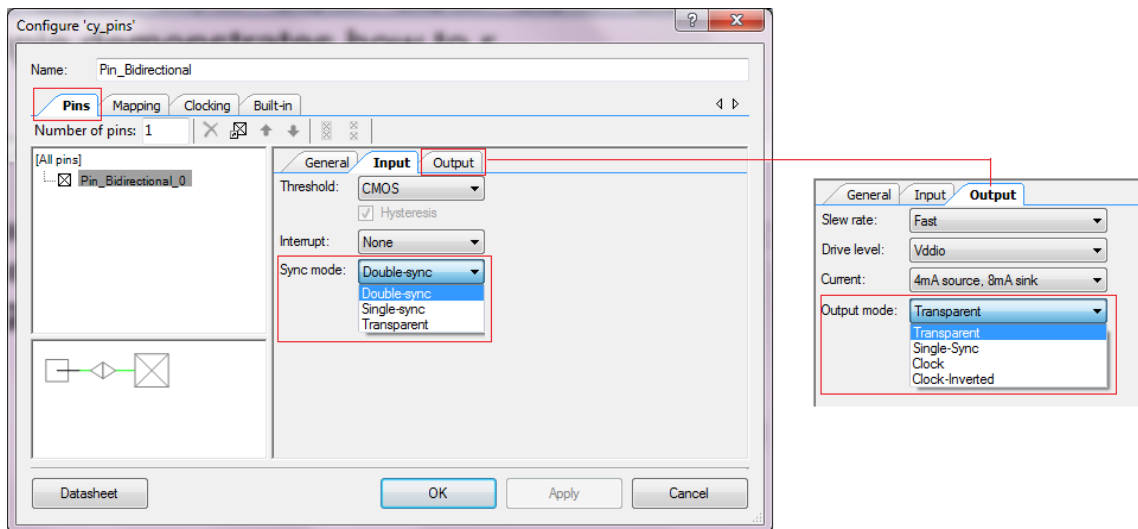 Configure 'cy_pins'
Name: Pin_Bidirectional
Pins Mapping Clocking Built-in
Number of pins: 1
[All pins]
Pin_Bidirectional_0
General Input Output
Threshold: CMOS
Hysteresis
Interrupt: None
Sync mode: Double-sync
Double-sync
Single-sync
Transparent
Datasheet OK Apply Cancel
General Input Output
Slew rate: Fast
Drive level: Vddio
Current: 4mA source, 8mA sink
Output mode: Transparent
Transparent
Single-Sync
Clock
Clock-Inverted